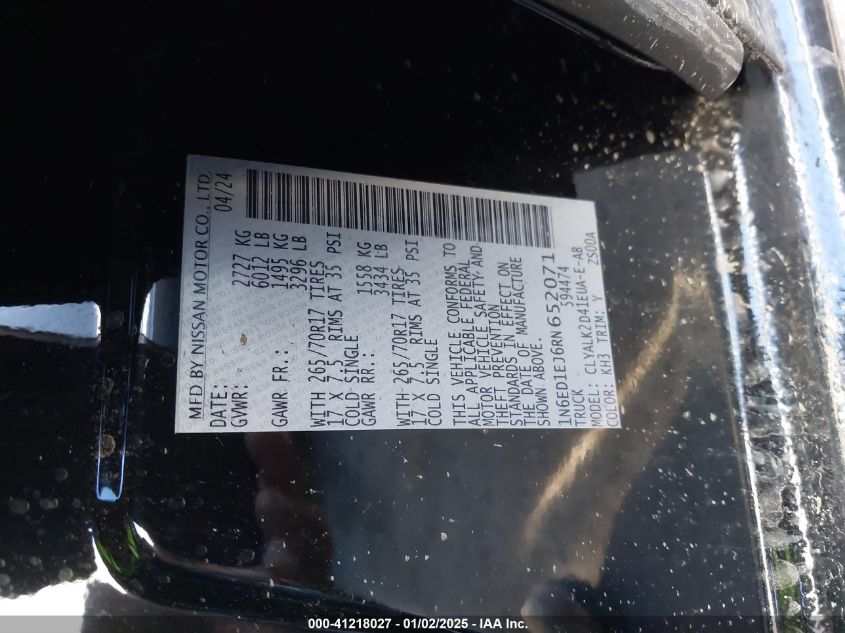 MFD BY NISSAN MOTOR CO., LTD.
DATE: 04/24
GVWR: 2727 KG
6012 LB
GAWR FR.: 1495 KG
3296 LB
WITH 265/70R17 TIRES
17 X 7.5 RIMS AT 35 PSI
COLD SINGLE
GAWR RR.: 1558 KG
3434 LB
WITH 265/70R17 TIRES
17 X 7.5 RIMS AT 35 PSI
COLD SINGLE
THIS VEHICLE CONFORMS TO
ALL APPLICABLE FEDERAL
MOTOR VEHICLE SAFETY AND
THEFT PREVENTION
STANDARDS IN EFFECT ON
THE DATE OF MANUFACTURE
SHOWN ABOVE.
1N6ED1EJ6RN652071
TRUCK 594474
MODEL: CLYALK2D41EUA-E-AB
COLOR: KH3 TRIM: Y ZS00A
000-41218027 - 01/02/2025 - IAA Inc.